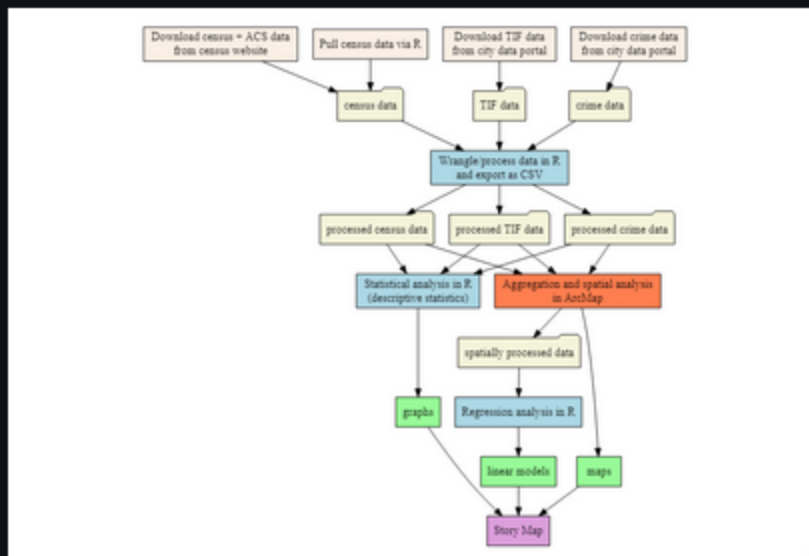 Download census + ACS data
from census website
Pull census data via R
Download TIF data
from city data portal
Download crime data
from city data portal
census data
TIF data
crime data
Wrangle/process data in R
and export as CSV
processed census data
processed TIF data
processed crime data
Statistical analysis in R
(descriptive statistics)
Aggregation and spatial analysis
in ArcMap
spatially processed data
graphs
Regression analysis in R
linear models
maps
Story Map